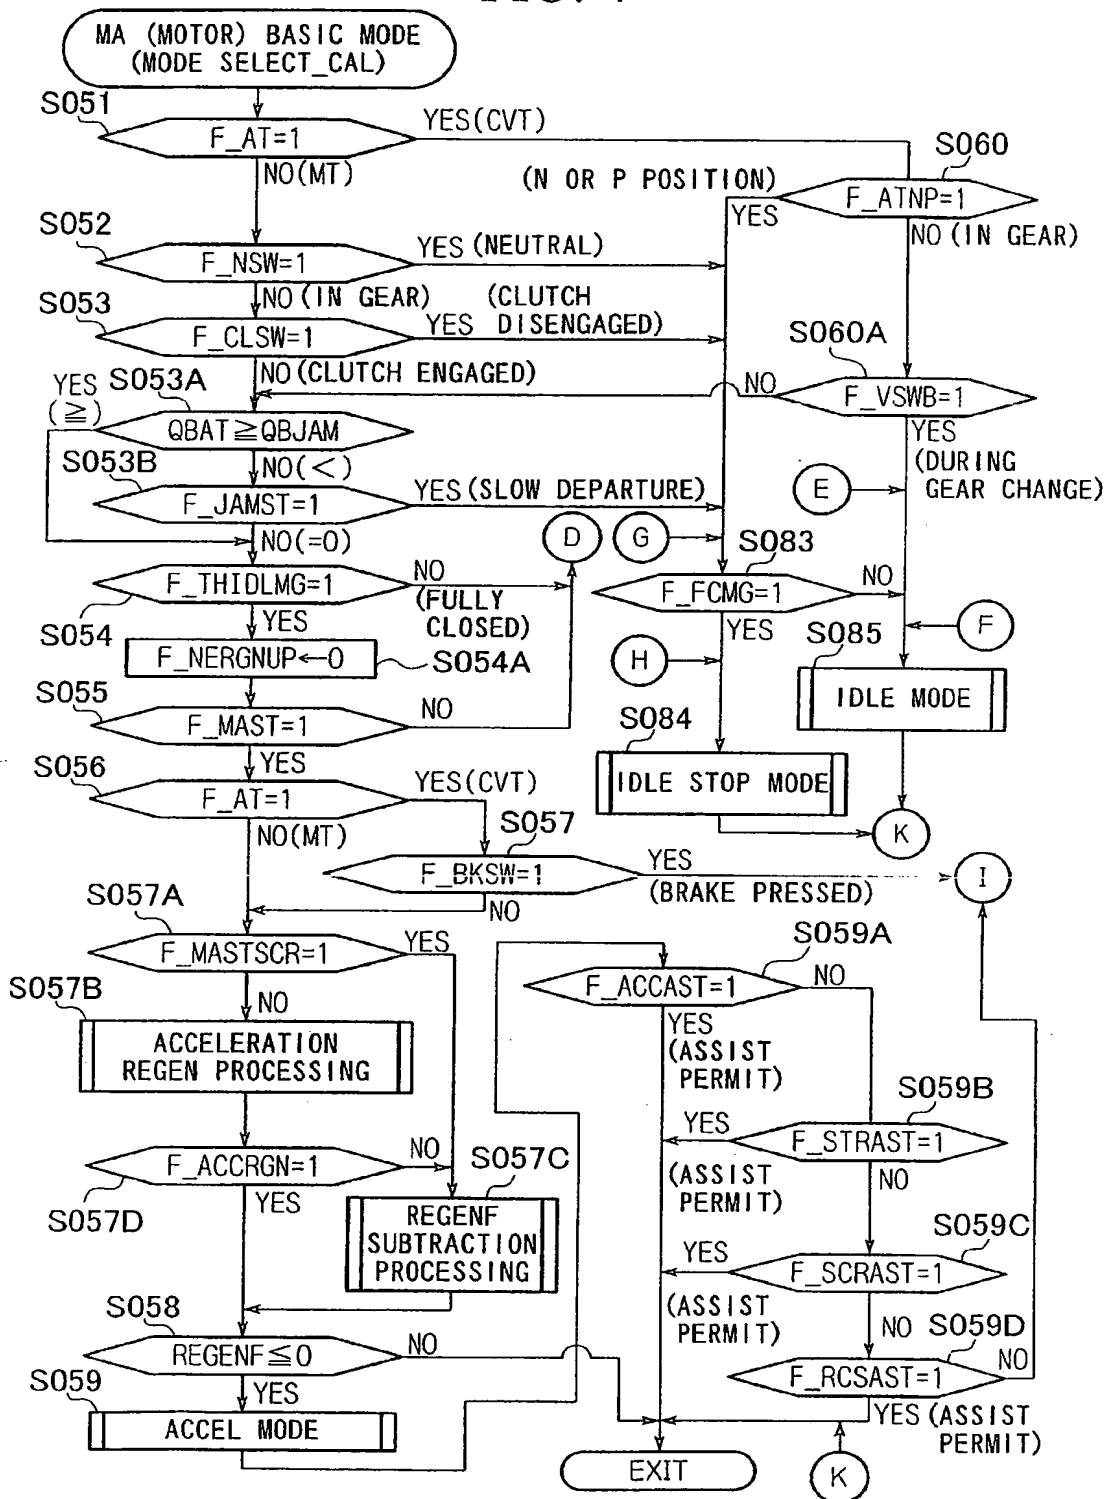 MA (MOTOR) BASIC MODE
(MODE SELECT_CAL)
S051
F_AT=1
YES(CVT)
NO(MT)
S060
(N OR P POSITION)
F_ATNP=1
YES
NO (IN GEAR)
S052
F_NSW=1
YES (NEUTRAL)
NO (IN GEAR)
S053
F_CLSW=1
YES
(CLUTCH
DISENGAGED)
NO (CLUTCH ENGAGED)
S060A
F_VSWB=1
NO
YES
(DURING
GEAR CHANGE)
S053A
YES
(≧)
QBAT≧QBJAM
NO(<)
S053B
F_JAMST=1
YES (SLOW DEPARTURE)
NO(=0)
E
D
G
S083
F_FCMG=1
NO
YES
F_THIDLMG=1
NO
(FULLY
CLOSED)
S054
YES
F_NERGNUP←0
S054A
H
F
S085
IDLE MODE
S055
F_MAST=1
NO
YES
S084
IDLE STOP MODE
K
S056
F_AT=1
YES(CVT)
NO(MT)
S057
F_BKSW=1
YES
(BRAKE PRESSED)
I
NO
S057A
F_MASTSCR=1
YES
NO
S057B
ACCELERATION
REGEN PROCESSING
F_ACCRGN=1
NO
YES
S057D
S057C
REGENF
SUBTRACTION
PROCESSING
S058
REGENF≦0
NO
YES
S059
ACCEL MODE
S059A
F_ACCAST=1
NO
YES
(ASSIST
PERMIT)
S059B
YES
F_STRAST=1
(ASSIST
PERMIT)
NO
S059C
YES
F_SCRAST=1
(ASSIST
PERMIT)
NO
S059D
F_RCSAST=1
NO
YES (ASSIST
PERMIT)
EXIT
K